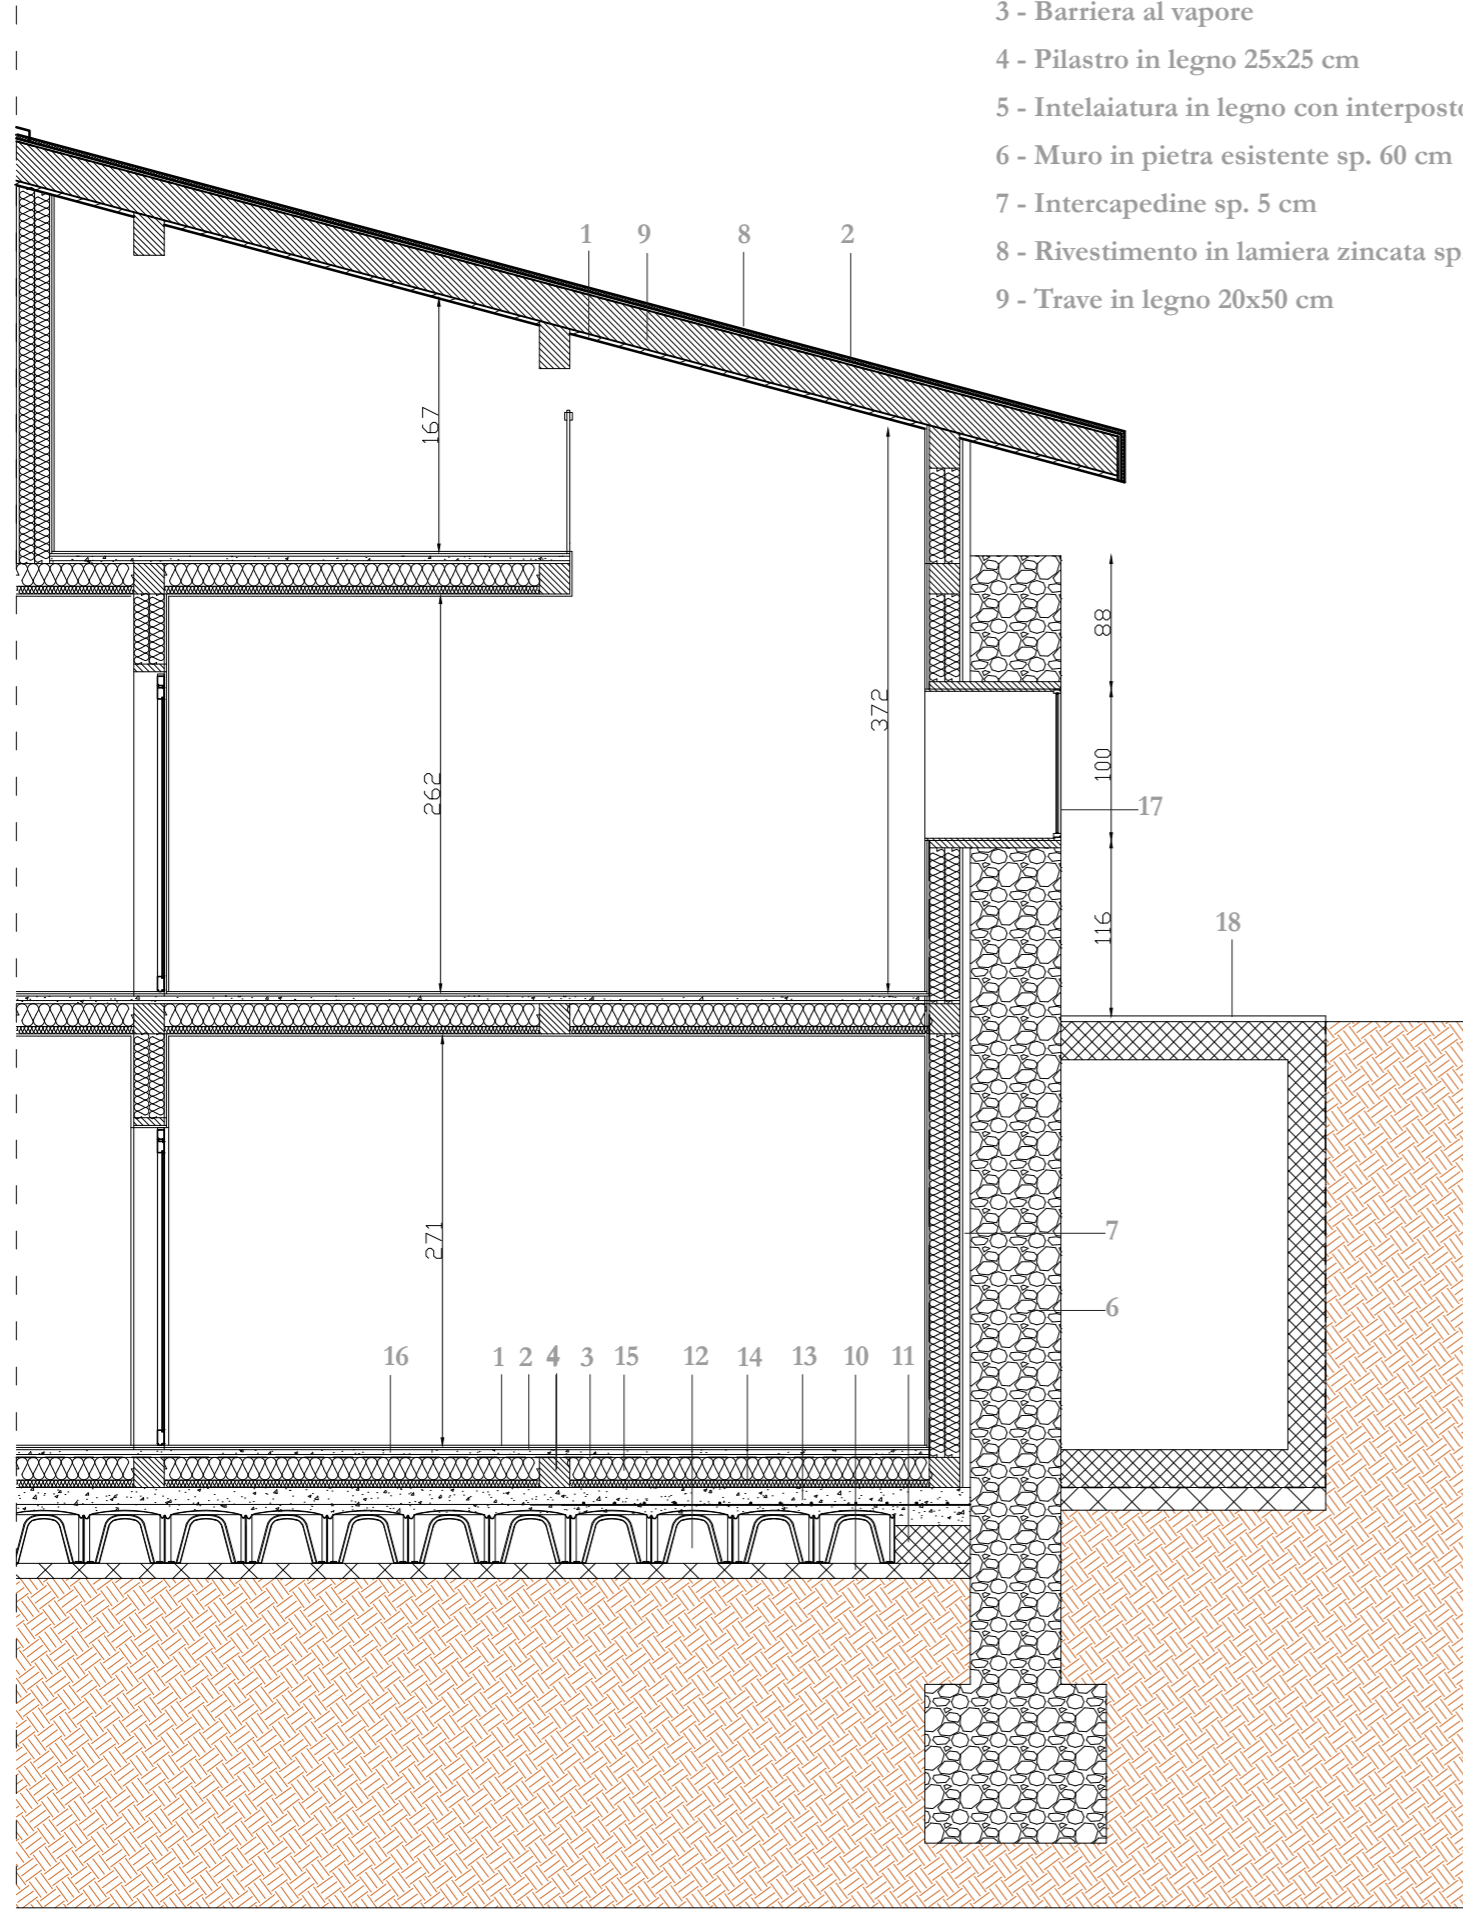 3 - Barriera al vapore
4 - Pilastro in legno 25x25 cm
5 - Intelaiatura in legno con interposto
6 - Muro in pietra esistente sp. 60 cm
7 - Intercapedine sp. 5 cm
8 - Rivestimento in lamiera zincata sp.
9 - Trave in legno 20x50 cm
1 9 8 2
167
88
372
262
100
17
116
18
271
7
6
16 1 2 4 3 15 12 14 13 10 11